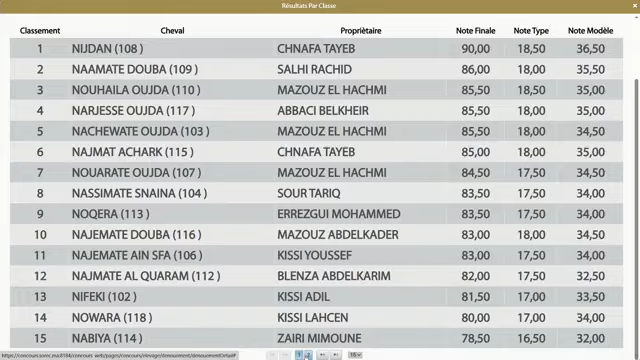 Résultats Par Classe
Classement Cheval Propriètaire Note Finale Note Type Note Modèle
1 NIJDAN (108 ) CHNAFA TAYEB 90,00 18,50 36,50
2 NAAMATE DOUBA (109 ) SALHI RACHID 86,00 18,00 35,50
3 NOUHAILA OUJDA (110 ) MAZOUZ EL HACHMI 85,50 18,50 35,00
4 NARJESSE OUJDA (117 ) ABBACI BELKHEIR 85,50 18,00 35,00
5 NACHEWATE OUJDA (103 ) MAZOUZ EL HACHMI 85,50 18,00 34,50
6 NAJMAT ACHARK (115 ) CHNAFA TAYEB 85,00 18,00 35,00
7 NOUARATE OUJDA (107 ) MAZOUZ EL HACHMI 84,50 17,50 34,50
8 NASSIMATE SNAINA (104 ) SOUR TARIQ 83,50 17,50 34,00
9 NOQERA (113 ) ERREZGUI MOHAMMED 83,50 17,50 34,00
10 NAJEMATE DOUBA (116 ) MAZOUZ ABDELKADER 83,00 18,00 34,50
11 NAJEMATE AIN SFA (106 ) KISSI YOUSSEF 83,00 17,50 34,00
12 NAJMATE AL QUARAM (112 ) BLENZA ABDELKARIM 82,00 17,50 32,50
13 NIFEKI (102 ) KISSI ADIL 81,50 17,00 33,50
14 NOWARA (118 ) KISSI LAHCEN 80,00 17,00 34,00
15 NABIYA (114 ) ZAIRI MIMOUNE 78,50 16,50 32,50
1 2 15